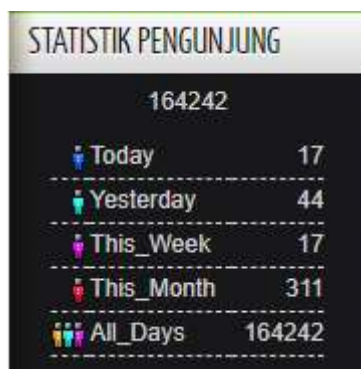 STATISTIK PENGUNJUNG
164242
Today 17
Yesterday 44
This_Week 17
This_Month 311
All_Days 164242